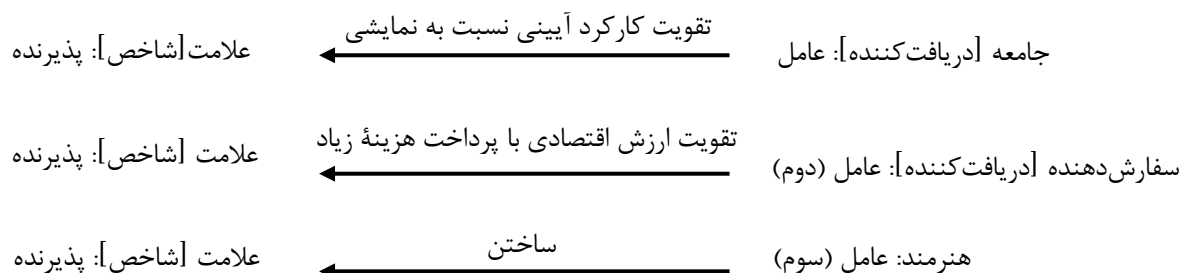 جامعه [دریافت‌کننده]: عامل تقویت کارکرد آیینی نسبت به نمایشی علامت[شاخص]: پذیرنده
سفارش‌دهنده [دریافت‌کننده]: عامل (دوم) تقویت ارزش اقتصادی با پرداخت هزینۀ زیاد علامت [شاخص]: پذیرنده
هنرمند: عامل (سوم) ساختن علامت [شاخص]: پذیرنده